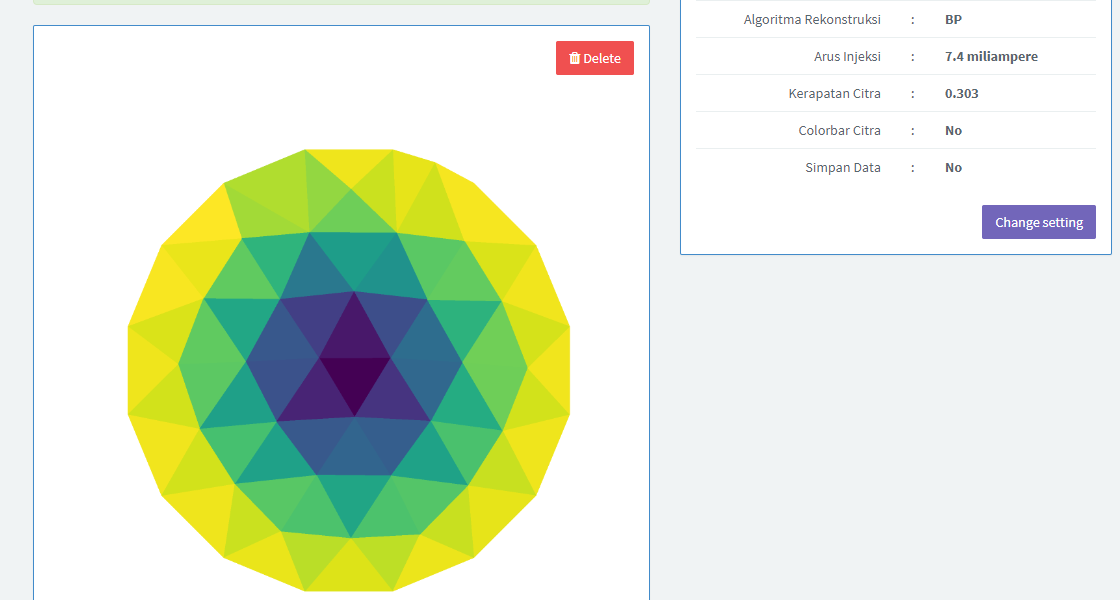 Delete
Algoritma Rekonstruksi : BP
Arus Injeksi : 7.4 miliampere
Kerapatan Citra : 0.303
Colorbar Citra : No
Simpan Data : No
Change setting